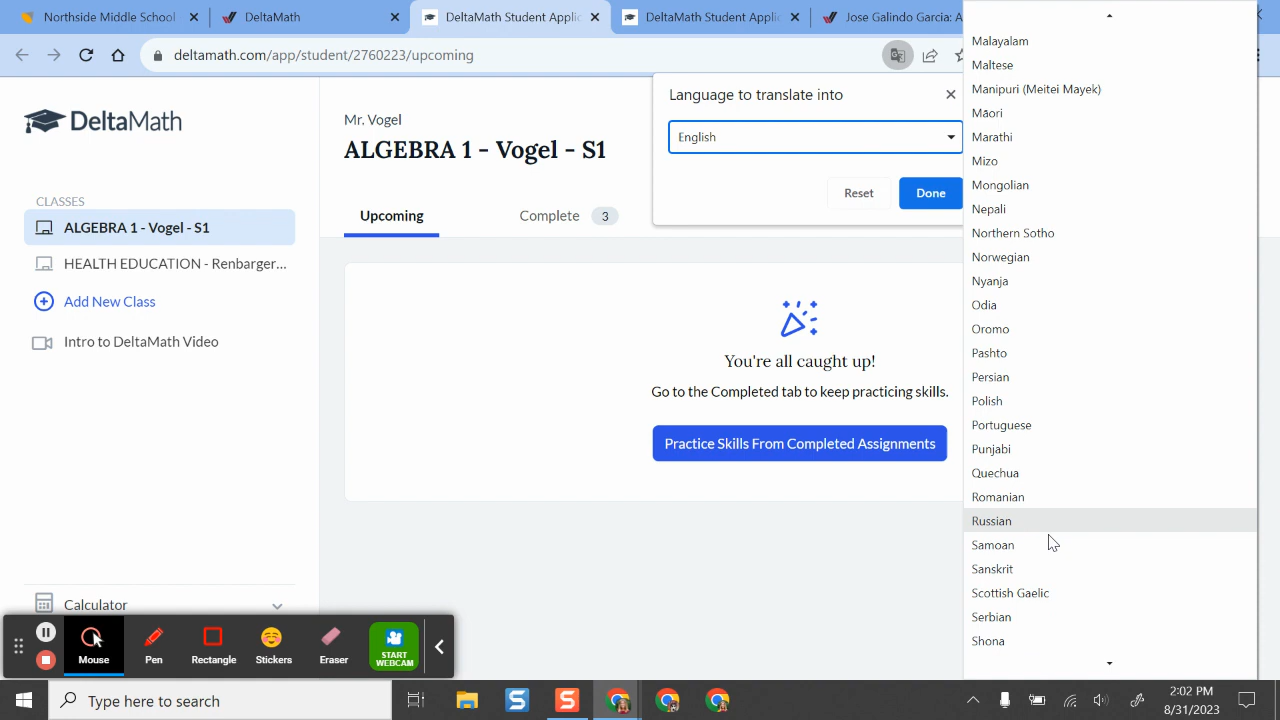 Northside Middle School
DeltaMath
DeltaMath Student Applic
DeltaMath Student Applic
Jose Galindo Garcia: A
deltamath.com/app/student/2760223/upcoming
DeltaMath
CLASSES
ALGEBRA 1 - Vogel - S1
HEALTH EDUCATION - Renbarger...
Add New Class
Intro to DeltaMath Video
Calculator
Mr. Vogel
ALGEBRA 1 - Vogel - S1
Upcoming
Complete 3
You're all caught up!
Go to the Completed tab to keep practicing skills.
Practice Skills From Completed Assignments
Language to translate into
English
Reset
Done
Malayalam
Maltese
Manipuri (Meitei Mayek)
Māori
Marathi
Mizo
Mongolian
Nepali
Northern Sotho
Norwegian
Nyanja
Odia
Oromo
Pashto
Persian
Polish
Portuguese
Punjabi
Quechua
Romanian
Russian
Samoan
Sanskrit
Scottish Gaelic
Serbian
Shona
Mouse
Pen
Rectangle
Stickers
Eraser
START
WEBCAM
Type here to search
2:02 PM
8/31/2023